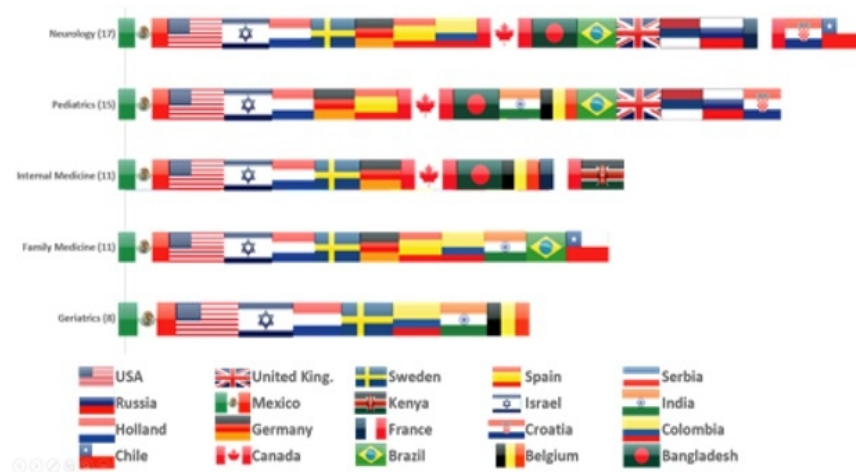 Neurology (17)
Pediatrics (15)
Internal Medicine (11)
Family Medicine (11)
Geriatrics (8)
USA United King. Sweden Spain Serbia
Russia Mexico Kenya Israel India
Holland Germany France Croatia Colombia
Chile Canada Brazil Belgium Bangladesh